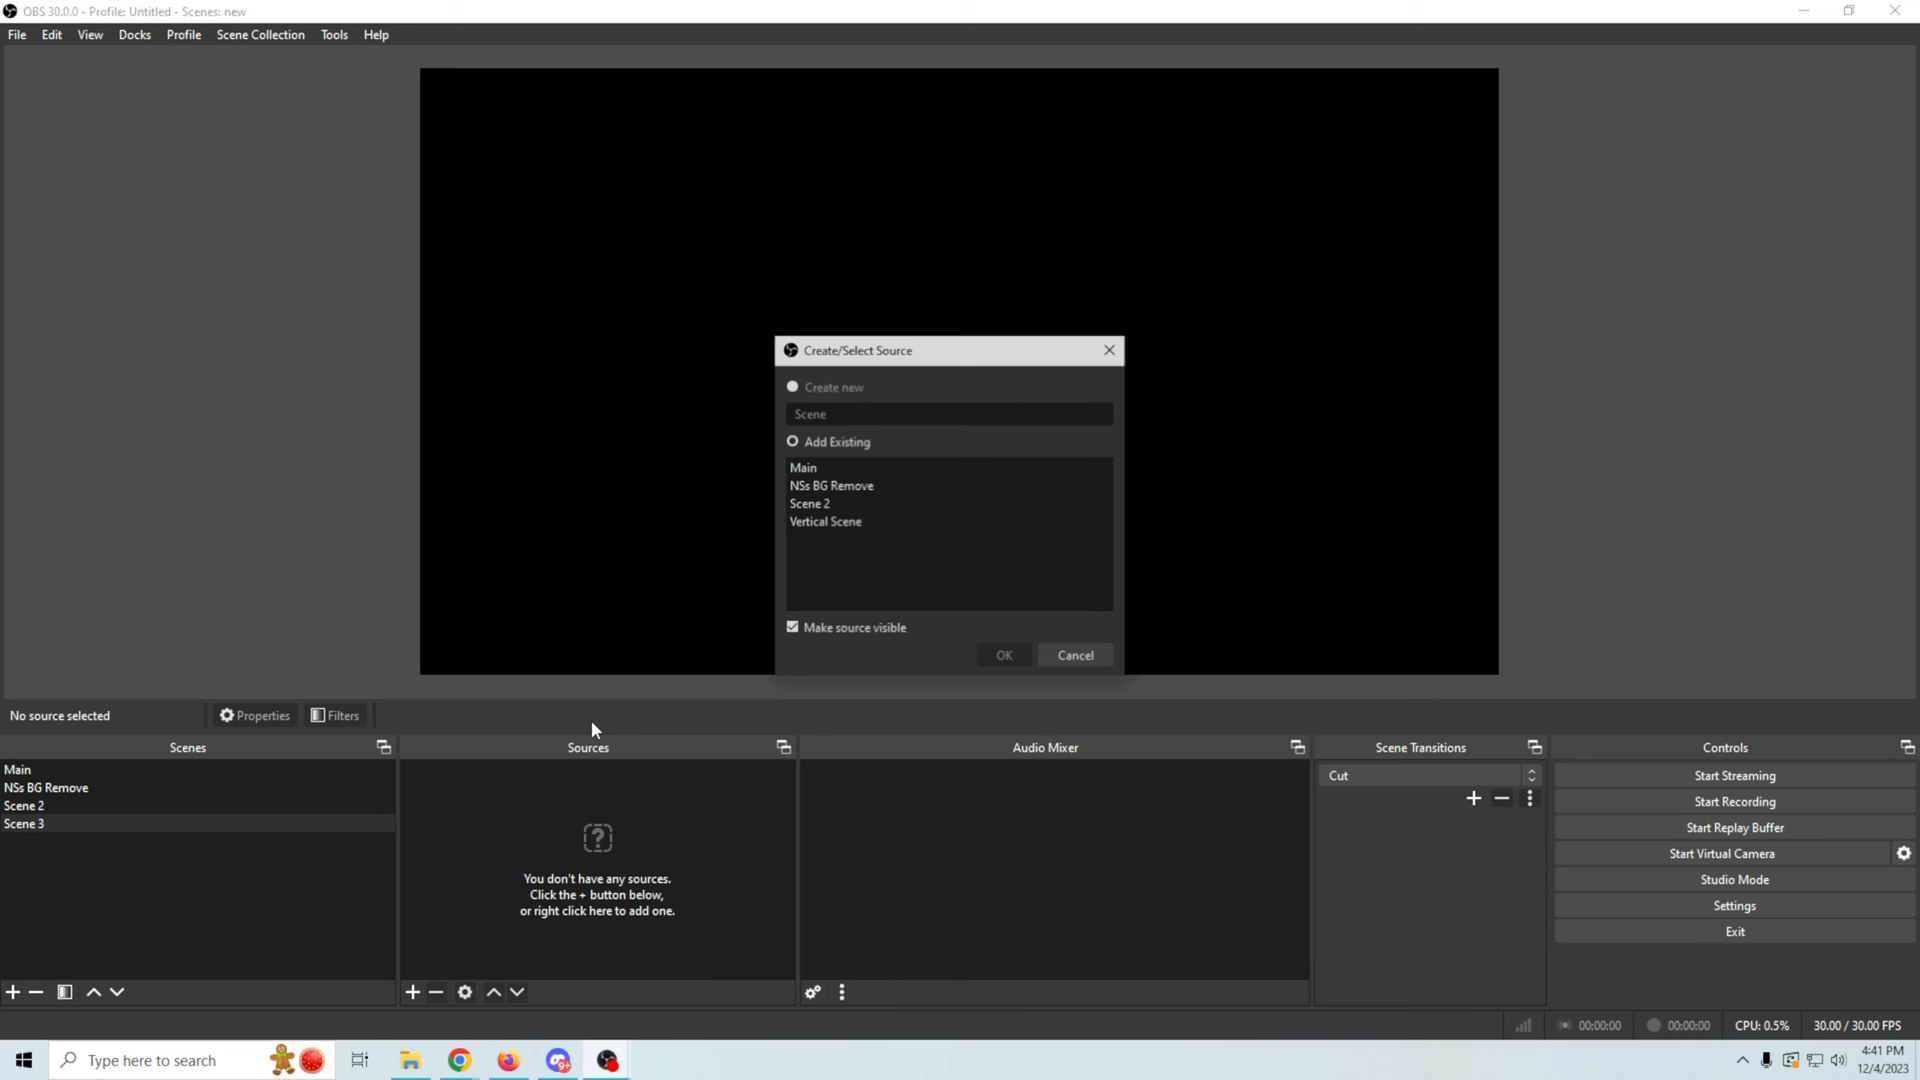 OBS 30.0.0 - Profile: Untitled - Scenes: new
File Edit View Docks Profile Scene Collection Tools Help
Create/Select Source
Create new
Scene
Add Existing
Main
NSs BG Remove
Scene 2
Vertical Scene
Make source visible
OK Cancel
No source selected Properties Filters
Scenes Sources Audio Mixer Scene Transitions Controls
Main
NSs BG Remove
Scene 2
Scene 3
?
You don't have any sources.
Click the + button below,
or right click here to add one.
Cut
Start Streaming
Start Recording
Start Replay Buffer
Start Virtual Camera
Studio Mode
Settings
Exit
00:00:00 00:00:00 CPU: 0.5% 30.00 / 30.00 FPS
Type here to search
9+
4:41 PM
12/4/2023